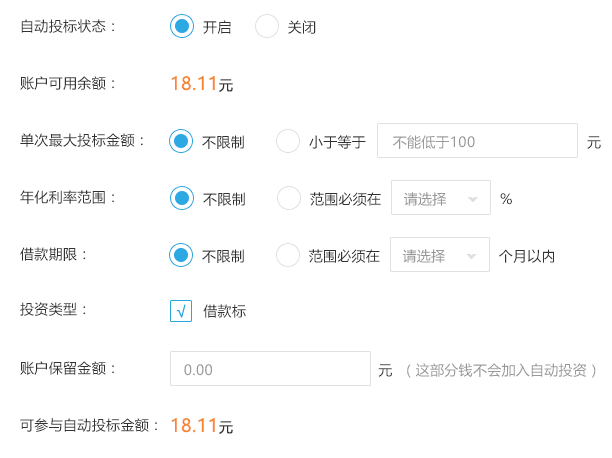 自动投标状态： 开启 关闭
账户可用余额： 18.11元
单次最大投标金额： 不限制 小于等于 不能低于100 元
年化利率范围： 不限制 范围必须在 请选择 %
借款期限： 不限制 范围必须在 请选择 个月以内
投资类型： √ 借款标
账户保留金额： 0.00 元 （这部分钱不会加入自动投资）
可参与自动投标金额： 18.11元